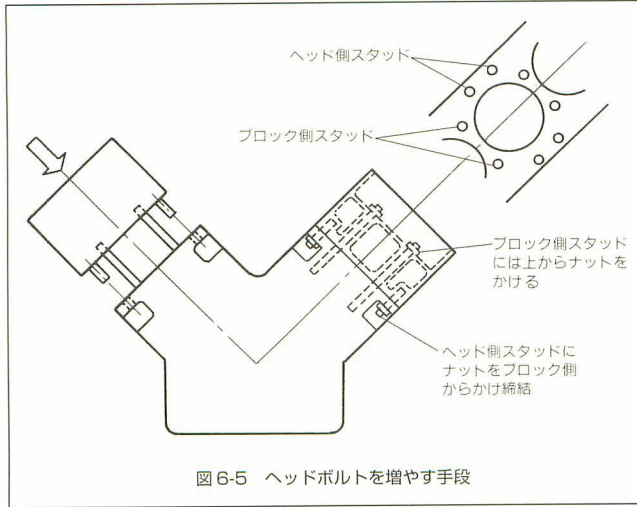 ヘッド側スタッド
ブロック側スタッド
ブロック側スタッド
には上からナットを
かける
ヘッド側スタッドに
ナットをブロック側
からかけ締結
図6-5 ヘッドボルトを増やす手段